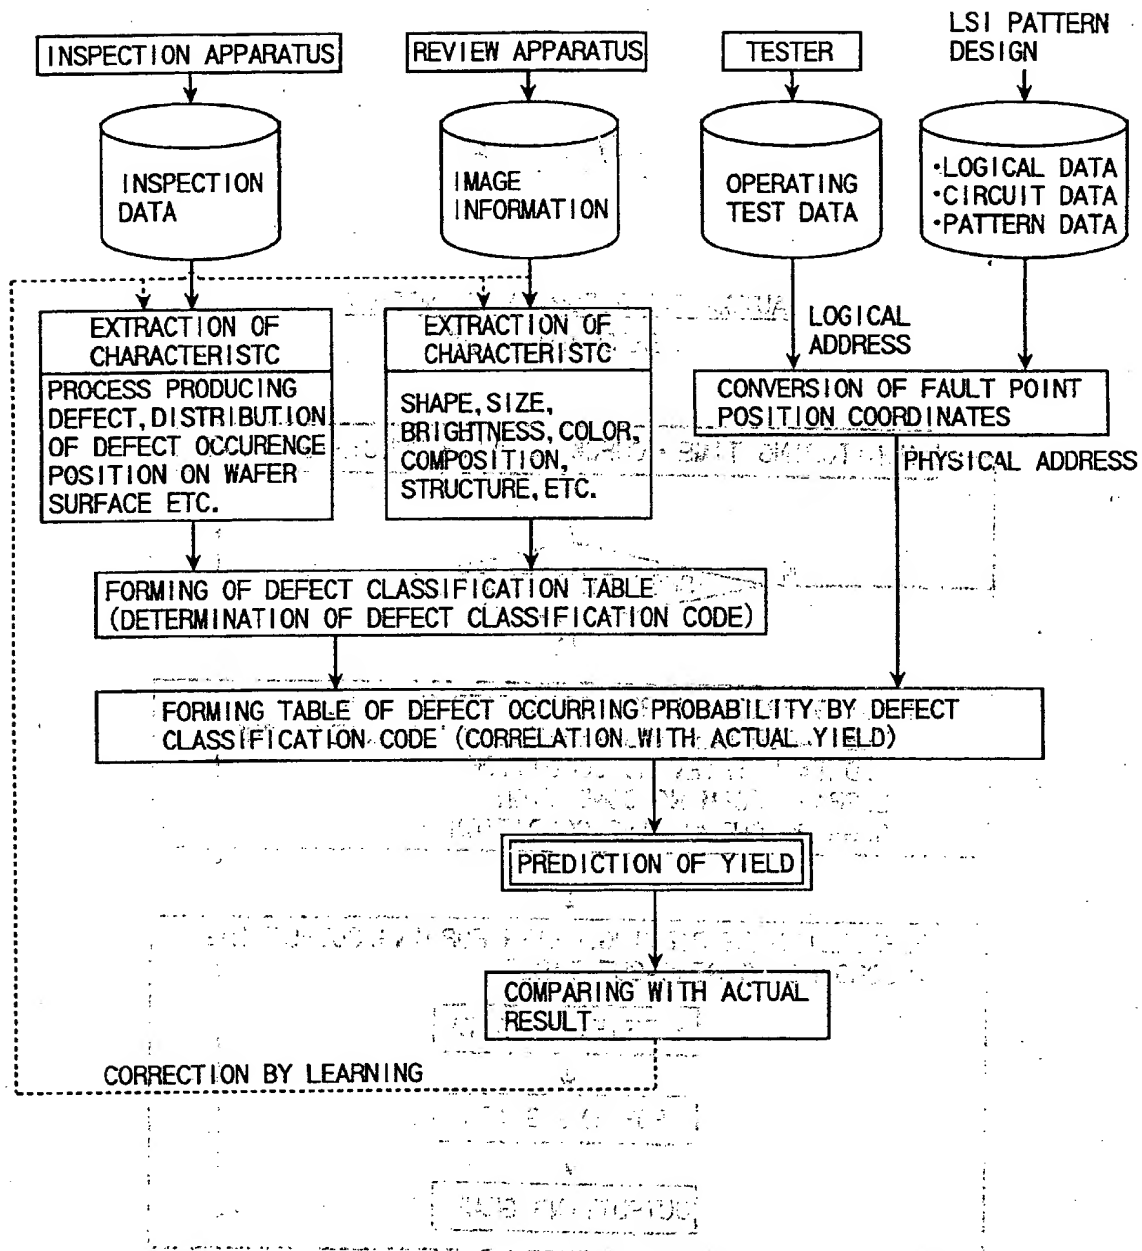 INSPECTION APPARATUS
REVIEW APPARATUS
TESTER
LSI PATTERN
DESIGN
INSPECTION
DATA
IMAGE
INFORMATION
OPERATING
TEST DATA
·LOGICAL DATA
·CIRCUIT DATA
·PATTERN DATA
EXTRACTION OF
CHARACTERISTC
PROCESS PRODUCING
DEFECT, DISTRIBUTION
OF DEFECT OCCURENCE
POSITION ON WAFER
SURFACE ETC.
EXTRACTION OF
CHARACTERISTC
SHAPE, SIZE,
BRIGHTNESS, COLOR,
COMPOSITION,
STRUCTURE, ETC.
LOGICAL
ADDRESS
CONVERSION OF FAULT POINT
POSITION COORDINATES
PHYSICAL ADDRESS
FORMING OF DEFECT CLASSIFICATION TABLE
(DETERMINATION OF DEFECT CLASSIFICATION CODE)
FORMING TABLE OF DEFECT OCCURRING PROBABILITY BY DEFECT
CLASSIFICATION CODE (CORRELATION WITH ACTUAL YIELD)
PREDICTION OF YIELD
COMPARING WITH ACTUAL
RESULT
CORRECTION BY LEARNING